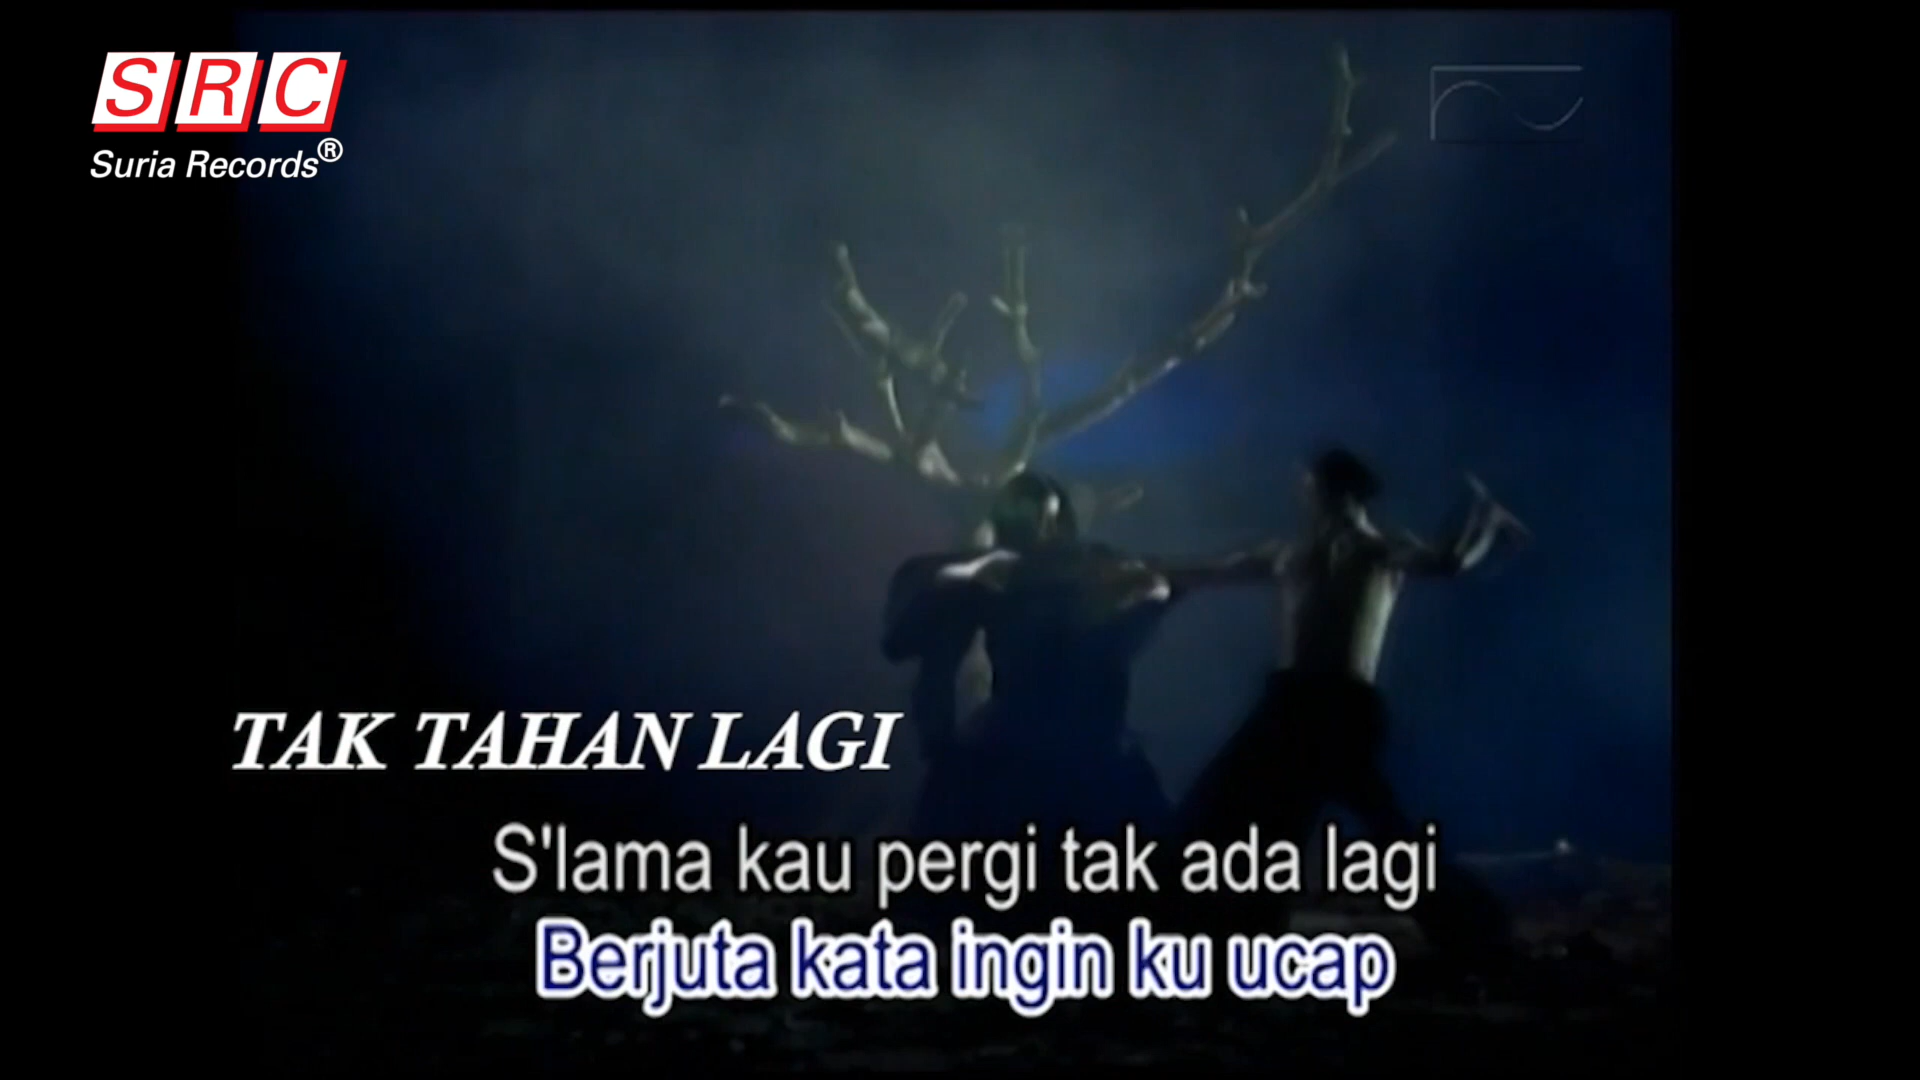 SRC
Suria Records®
TAK TAHAN LAGI
S'lama kau pergi tak ada lagi
Berjuta kata ingin ku ucap